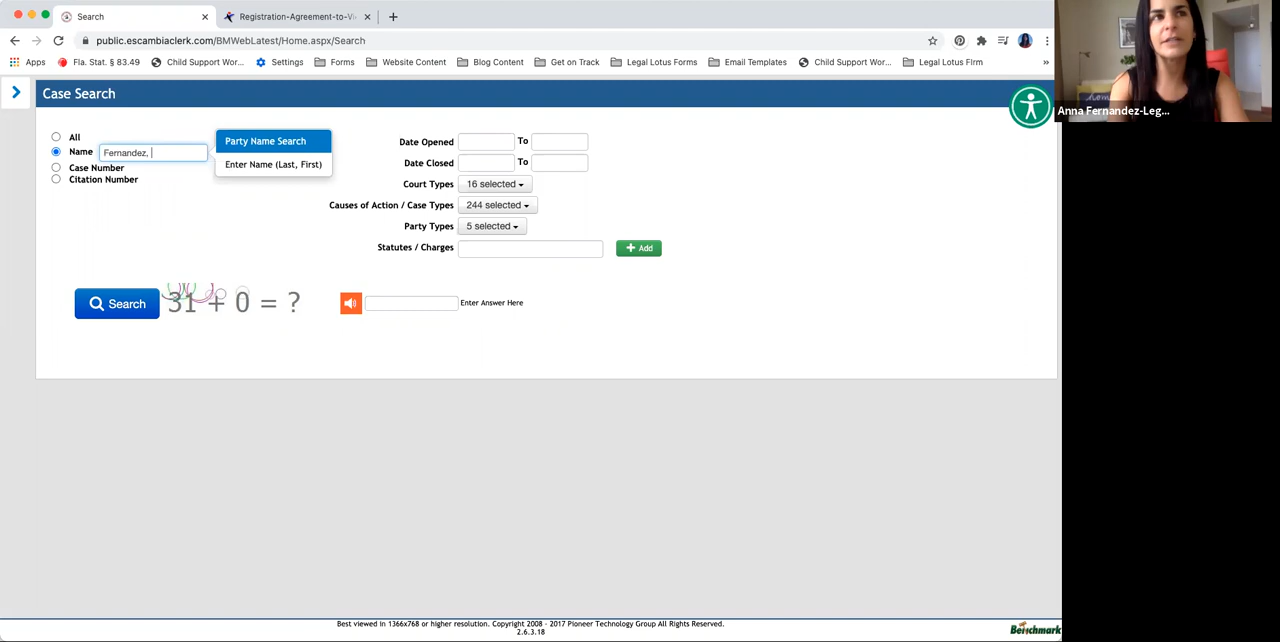 Search
Registration-Agreement-to-Vi
public.escambiaclerk.com/BMWebLatest/Home.aspx/Search
Apps Fla. Stat. § 83.49 Child Support Wor... Settings Forms Website Content Blog Content Get on Track Legal Lotus Forms Email Templates Child Support Wor... Legal Lotus Firm »
Case Search
All
Name Fernandez,
Case Number
Citation Number
Party Name Search
Enter Name (Last, First)
Date Opened To
Date Closed To
Court Types 16 selected
Causes of Action / Case Types 244 selected
Party Types 5 selected
Statutes / Charges + Add
Search 31 + 0 = ? Enter Answer Here
Anna Fernandez-Leg...
Best viewed in 1366x768 or higher resolution. Copyright 2008 - 2017 Pioneer Technology Group All Rights Reserved.
2.6.3.18
Benchmark